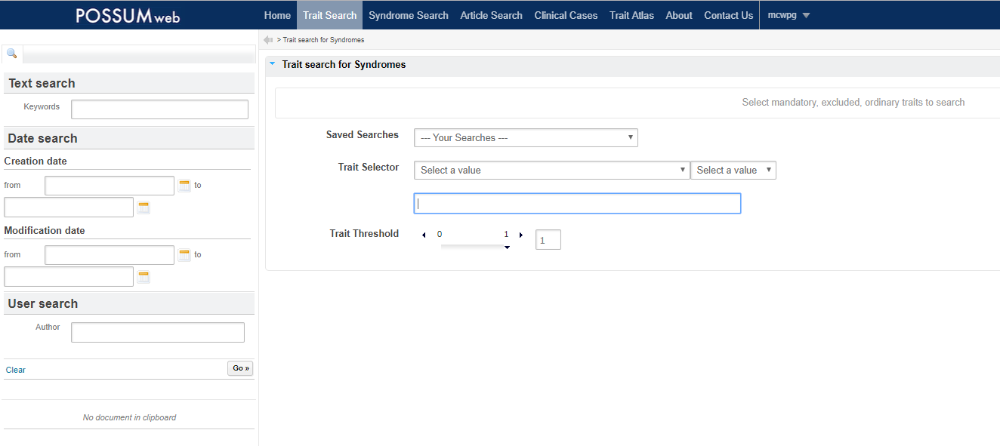 POSSUM web
Home Trait Search Syndrome Search Article Search Clinical Cases Trait Atlas About Contact Us mcwpg
> Trait search for Syndromes
Trait search for Syndromes
Select mandatory, excluded, ordinary traits to search
Saved Searches --- Your Searches ---
Trait Selector Select a value Select a value
Trait Threshold 0 1 1
Text search
Keywords
Date search
Creation date
from to
Modification date
from to
User search
Author
Clear Go »
No document in clipboard